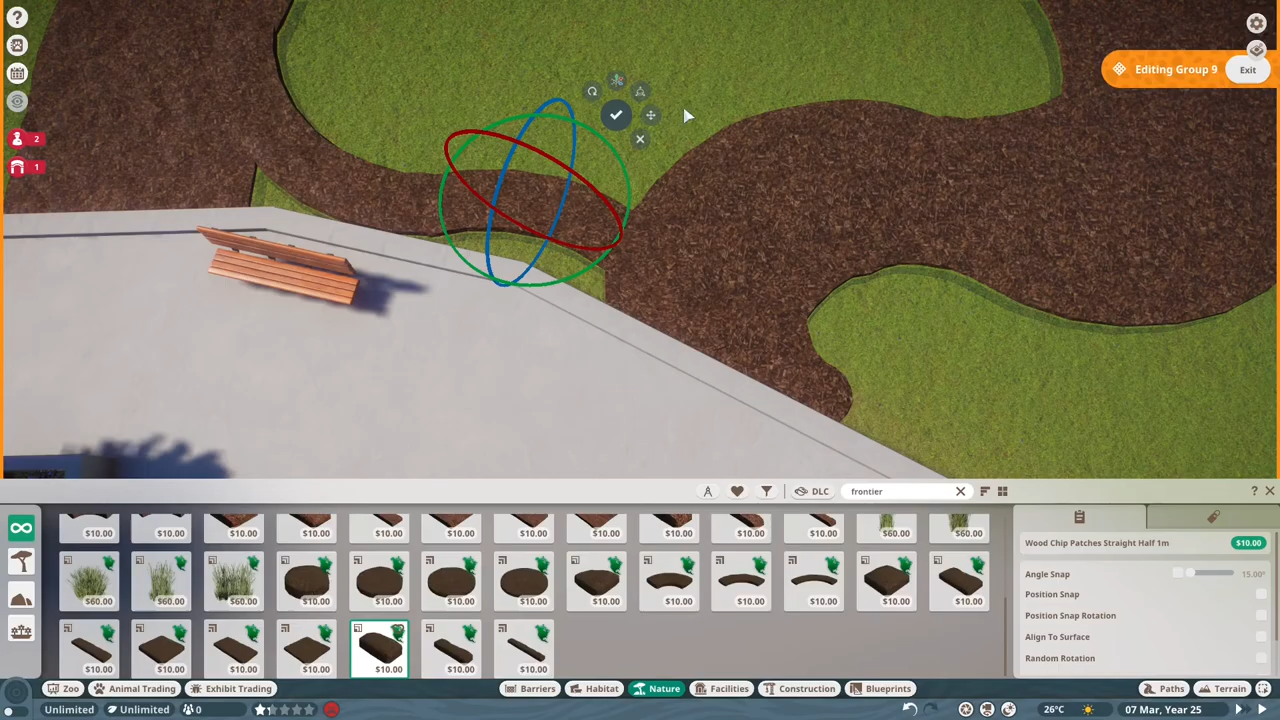 ?
Editing Group 9
Exit
2
1
DLC
frontier
?
$10.00 $10.00 $10.00 $10.00 $10.00 $10.00 $10.00 $10.00 $10.00 $10.00 $10.00 $60.00 $60.00
Wood Chip Patches Straight Half 1m
$10.00
Angle Snap
15.00°
Position Snap
Position Snap Rotation
Align To Surface
Random Rotation
$60.00 $60.00 $60.00 $10.00 $10.00 $10.00 $10.00 $10.00 $10.00 $10.00 $10.00 $10.00 $10.00
$10.00 $10.00 $10.00 $10.00 $10.00 $10.00 $10.00
Zoo Animal Trading Exhibit Trading Barriers Habitat Nature Facilities Construction Blueprints Paths Terrain
Unlimited Unlimited 0 26°C 07 Mar, Year 25